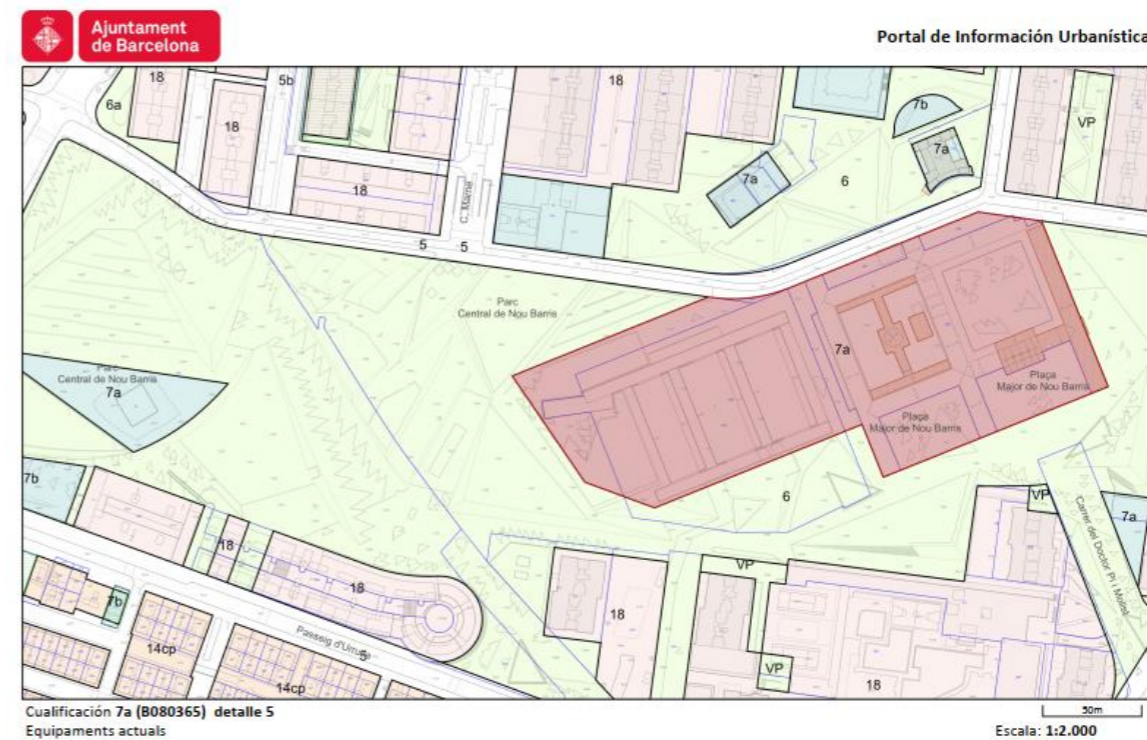 Ajuntament
de Barcelona
Portal de Información Urbanística
18
5b
18
6a
18
7b
VP
18
7a
7a
18
6
C. Marne
5
5
Parc
Central de Nou Barris
7a
Parc
Central de Nou Barris
7a
Plaça
Major de Nou Barris
Plaça
Major de Nou Barris
7b
6
VP
7a
Carrer del Doctor Pi i Molist
18
VP
18
7b
18
Passeig d'Urrutia
5
14cp
VP
14cp
18
Cualificación 7a (B080365) detalle 5
Equipaments actuals
50m
Escala: 1:2.000